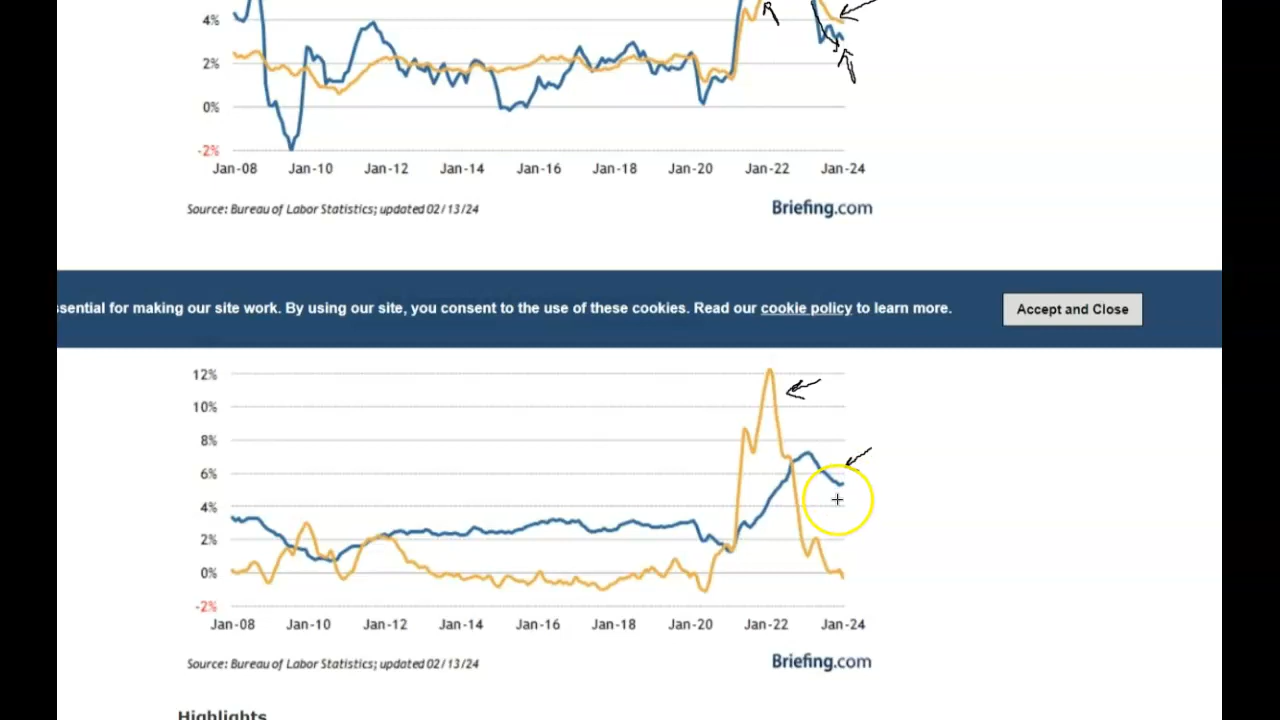 4%
2%
0%
-2%
Jan-08 Jan-10 Jan-12 Jan-14 Jan-16 Jan-18 Jan-20 Jan-22 Jan-24
Source: Bureau of Labor Statistics; updated 02/13/24 Briefing.com
ssential for making our site work. By using our site, you consent to the use of these cookies. Read our cookie policy to learn more. Accept and Close
12%
10%
8%
6%
4%
2%
0%
-2%
Jan-08 Jan-10 Jan-12 Jan-14 Jan-16 Jan-18 Jan-20 Jan-22 Jan-24
Source: Bureau of Labor Statistics; updated 02/13/24 Briefing.com
Highlights